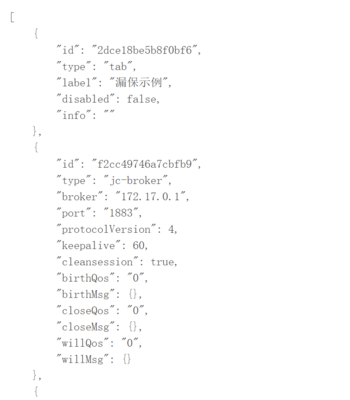 [
{
"id": "2dce18be5b8f0bf6",
"type": "tab",
"label": "漏保示例",
"disabled": false,
"info": ""
},
{
"id": "f2cc49746a7cbfb9",
"type": "jc-broker",
"broker": "172.17.0.1",
"port": "1883",
"protocolVersion": 4,
"keepalive": 60,
"cleansession": true,
"birthQos": "0",
"birthMsg": {},
"closeQos": "0",
"closeMsg": {},
"willQos": "0",
"willMsg": {}
},
{